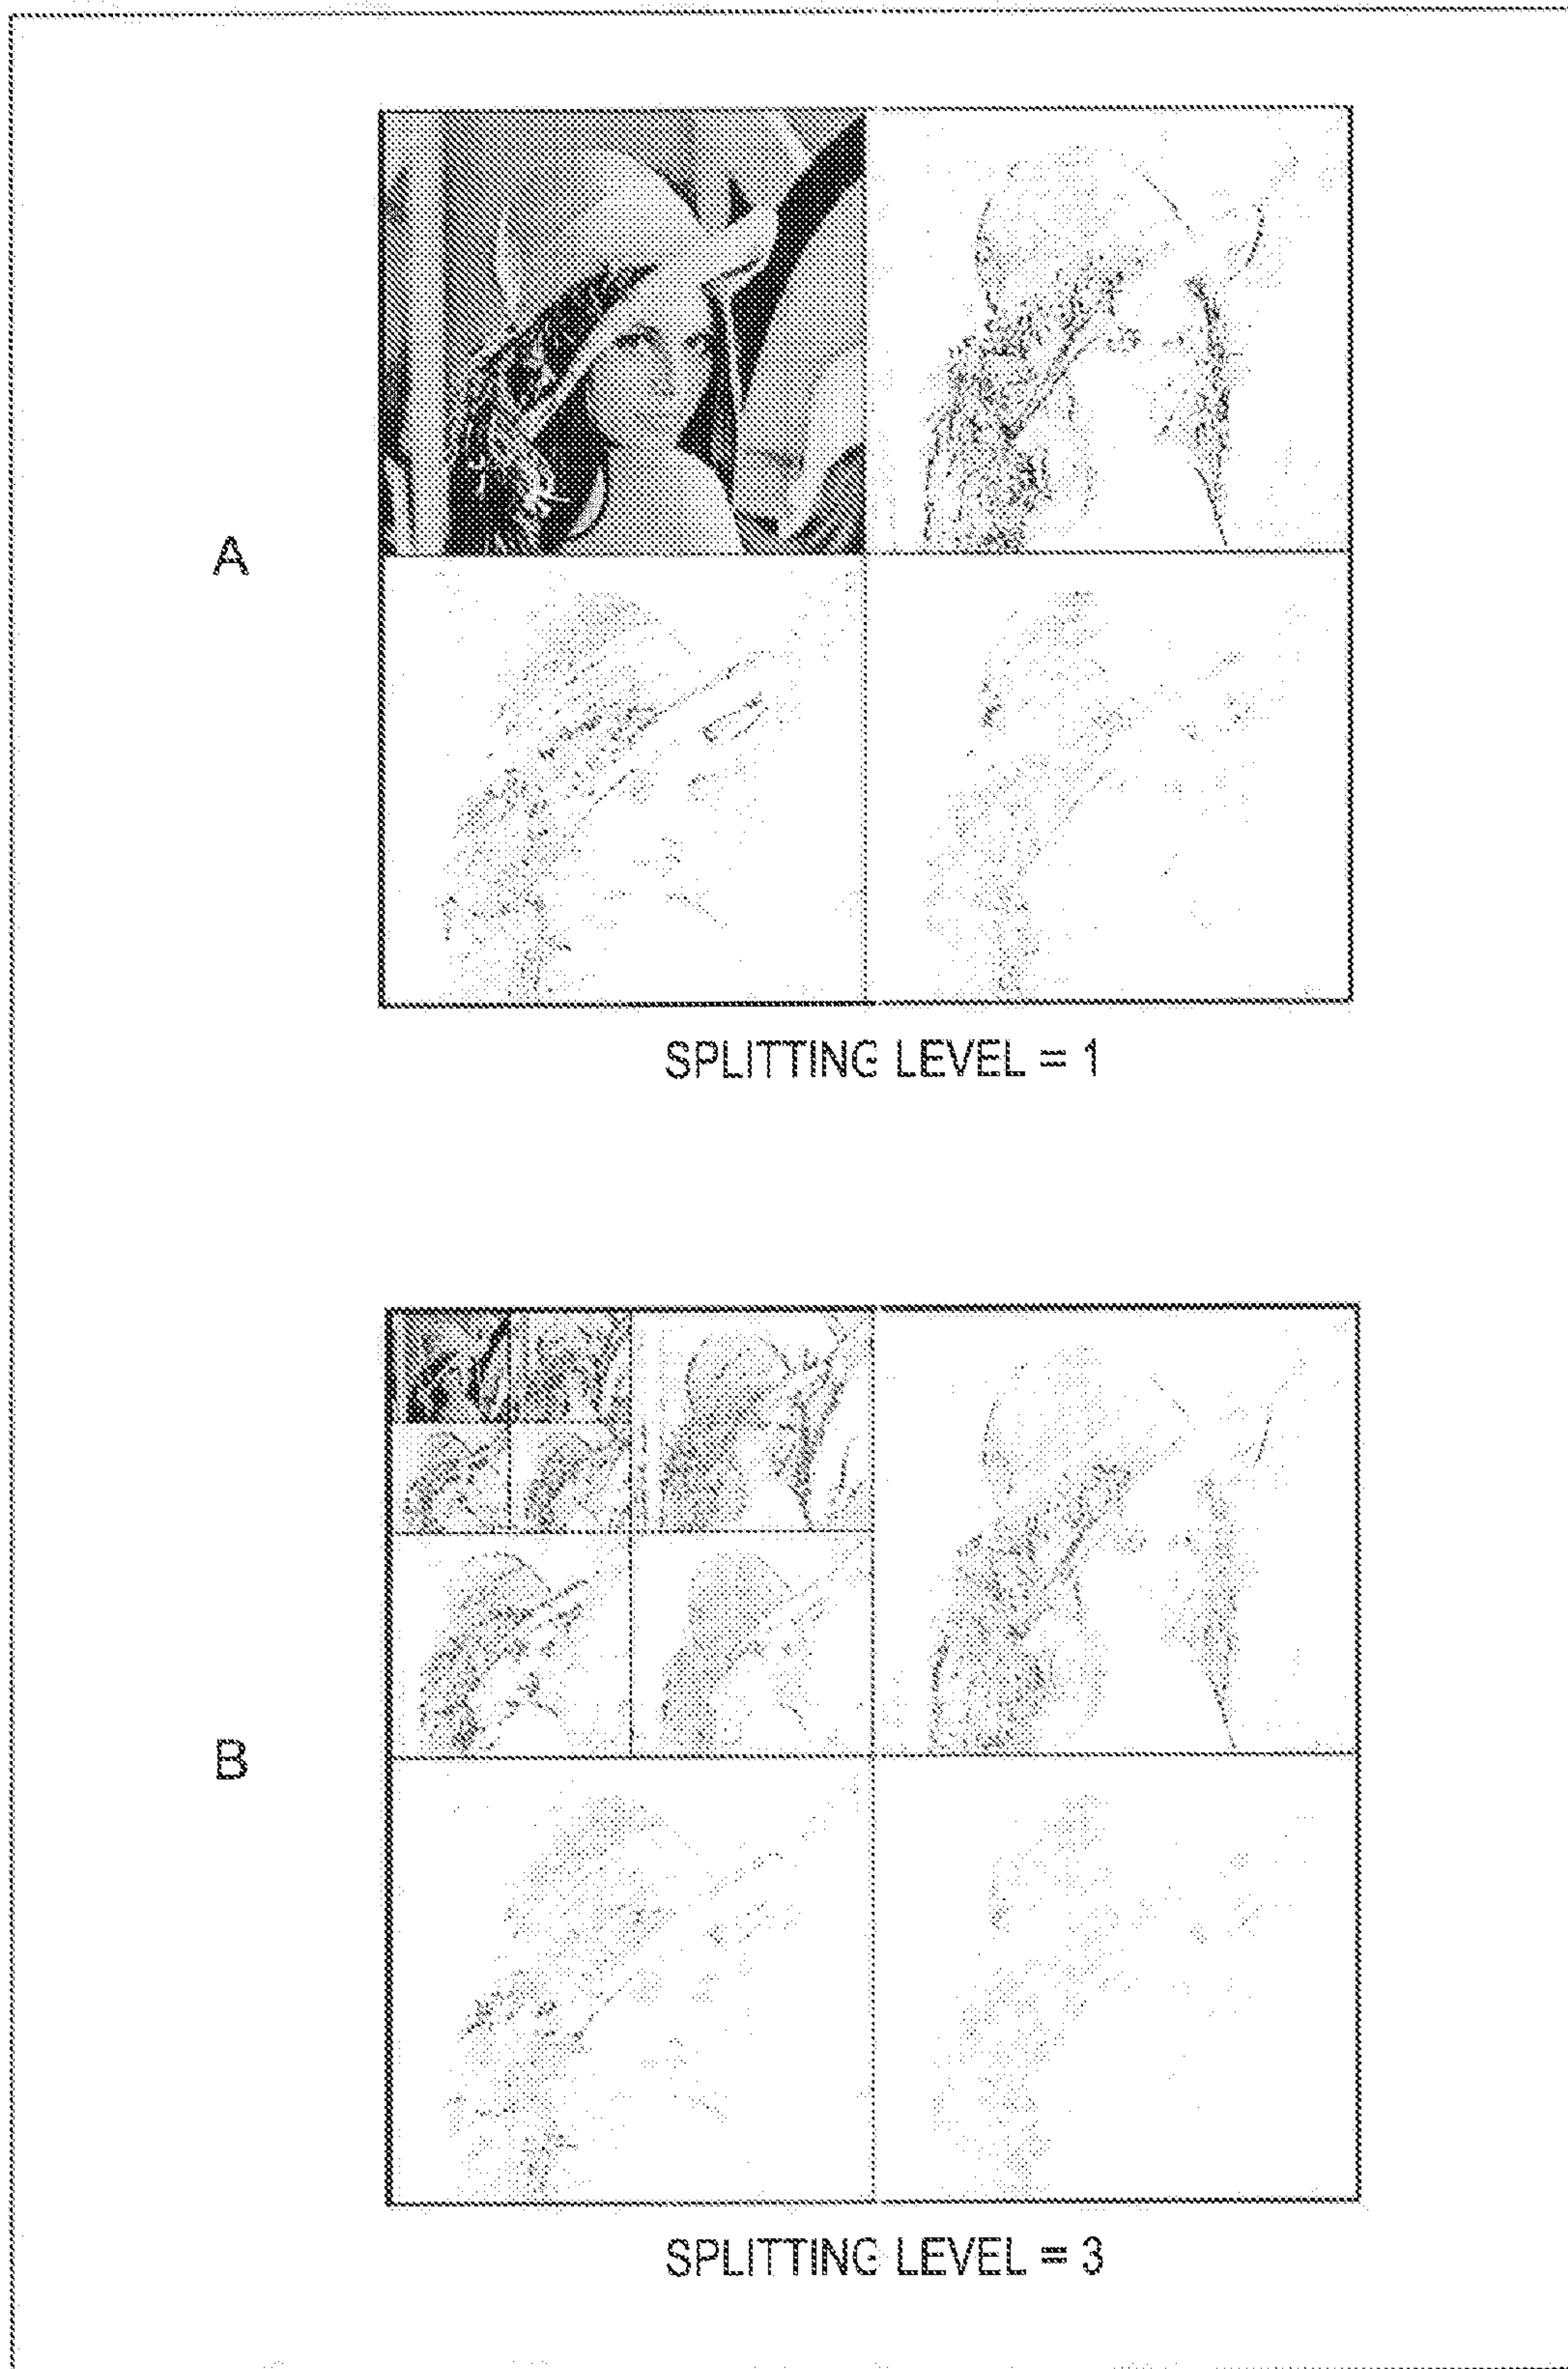 A
SPLITTING LEVEL = 1
B
SPLITTING LEVEL = 3